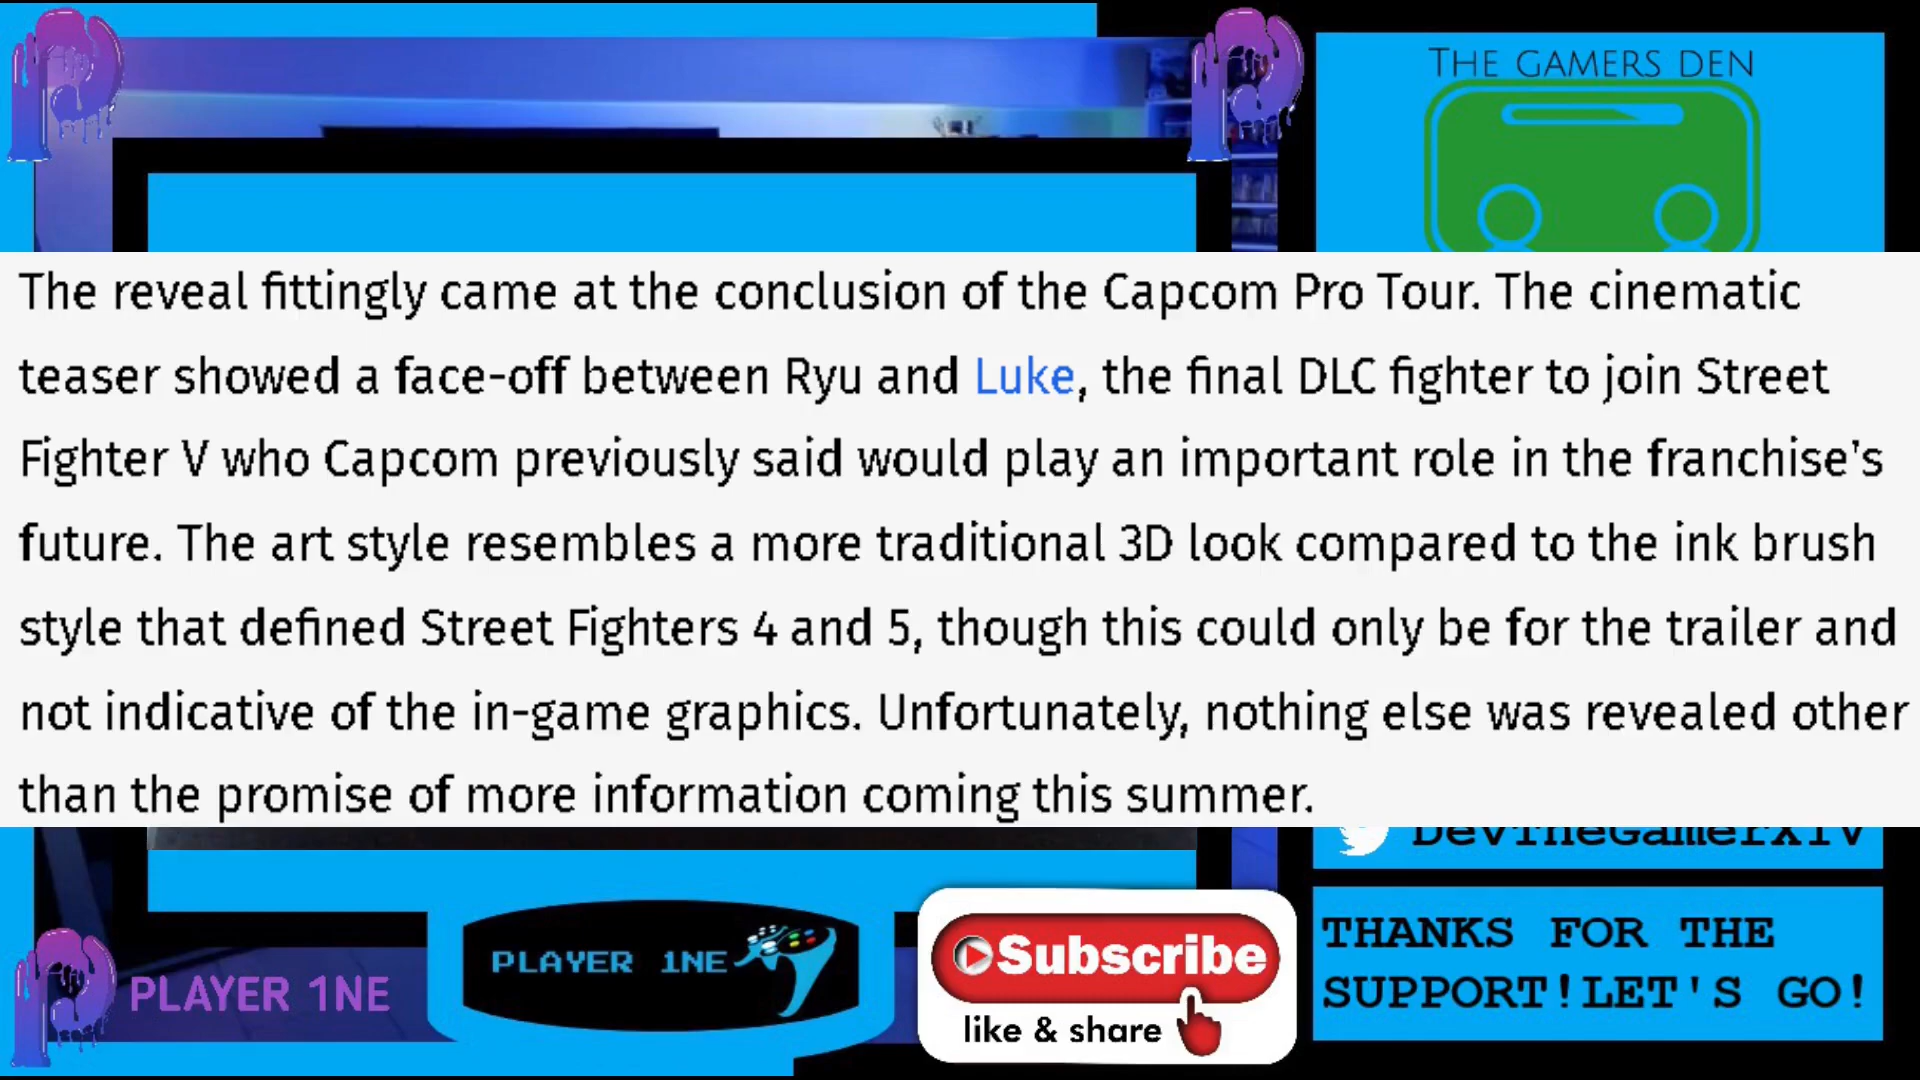 THE GAMERS DEN
The reveal fittingly came at the conclusion of the Capcom Pro Tour. The cinematic
teaser showed a face-off between Ryu and Luke, the final DLC fighter to join Street
Fighter V who Capcom previously said would play an important role in the franchise's
future. The art style resembles a more traditional 3D look compared to the ink brush
style that defined Street Fighters 4 and 5, though this could only be for the trailer and
not indicative of the in-game graphics. Unfortunately, nothing else was revealed other
than the promise of more information coming this summer.
DevTheGamerXIV
PLAYER 1NE
PLAYER 1NE
Subscribe
like & share
THANKS FOR THE
SUPPORT!LET'S GO!